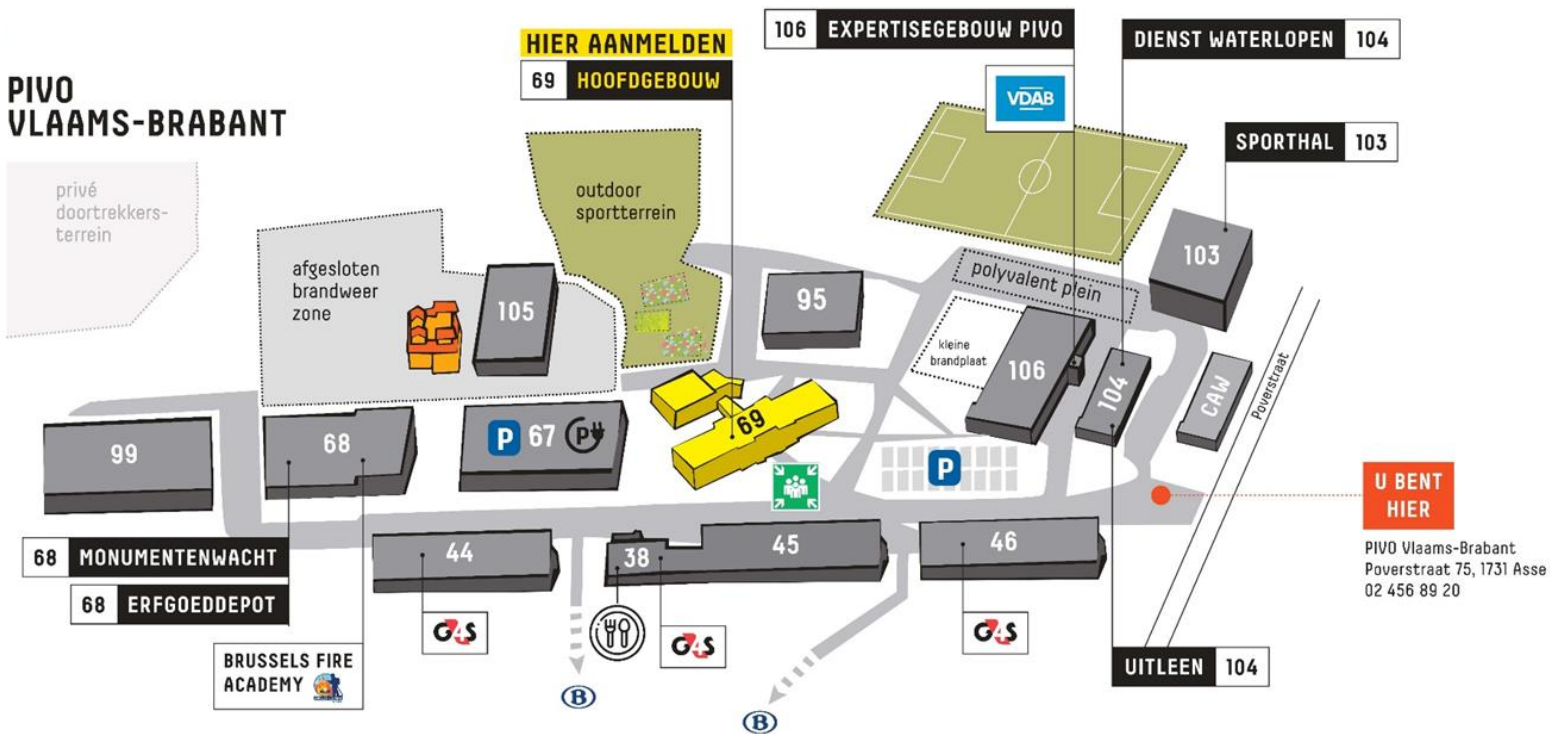 106 EXPERTISEGEBOUW PIVO
HIER AANMELDEN
DIENST WATERLOPEN 104
69 HOOFDGEBOUW
PIVO
VLAAMS-BRABANT
VDAB
SPORTHAL 103
privé
doortrekkers-
terrein
outdoor
sportterrein
afgesloten
brandweer
zone
103
polyvalent plein
105
95
kleine
brandplaat
106
104
CAW
Poverstraat
69
99
68
P 67 P
P
U BENT
HIER
PIVO Vlaams-Brabant
Poverstraat 75, 1731 Asse
02 456 89 20
44
38
45
46
68 MONUMENTENWACHT
68 ERFGOEDDEPOT
G4S
G4S
G4S
BRUSSELS FIRE
ACADEMY
UITLEEN 104
B
B